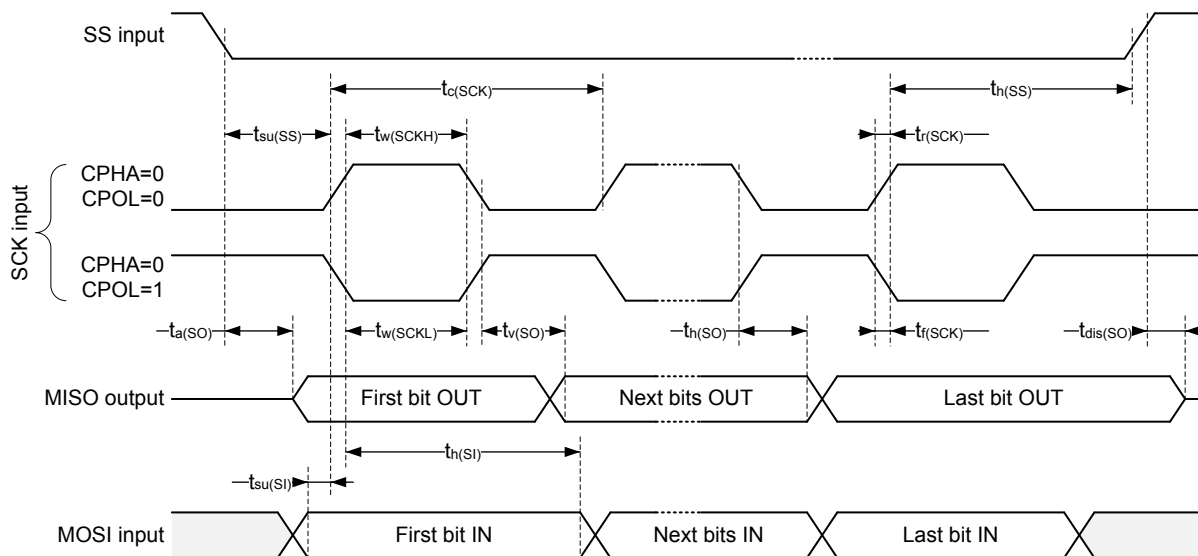 SS input
tc(SCK)
th(SS)
tsu(SS)
tw(SCKH)
tr(SCK)
SCK input
CPHA=0
CPOL=0
CPHA=0
CPOL=1
ta(SO)
tw(SCKL)
tv(SO)
th(SO)
tf(SCK)
tdis(SO)
MISO output
First bit OUT
Next bits OUT
Last bit OUT
th(SI)
tsu(SI)
MOSI input
First bit IN
Next bits IN
Last bit IN